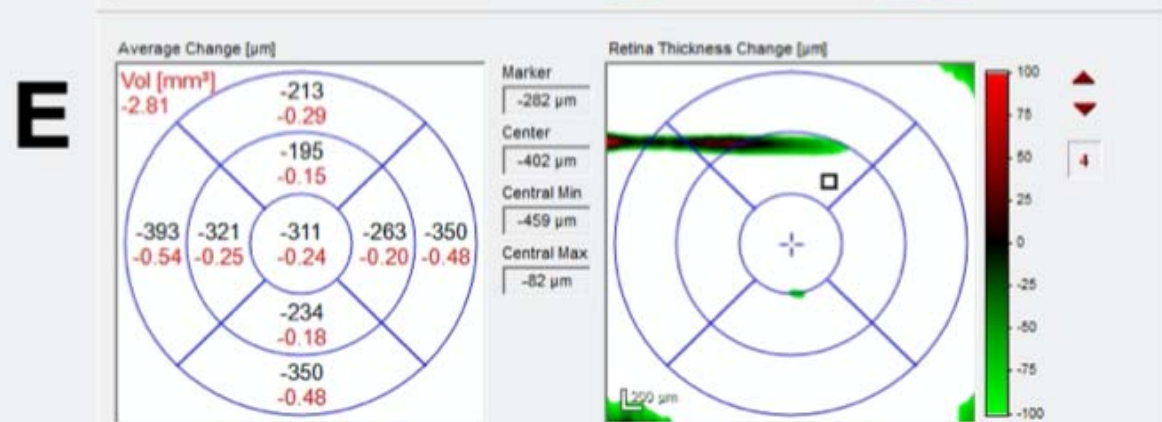 E
Average Change [µm]
Vol [mm³]
-2.81
-213
-0.29
-195
-0.15
-393 -321 -311 -263 -350
-0.54 -0.25 -0.24 -0.20 -0.48
-234
-0.18
-350
-0.48
Marker
-282 µm
Center
-402 µm
Central Min
-459 µm
Central Max
-82 µm
Retina Thickness Change [µm]
200 µm
100
75
50
25
0
-25
-50
-75
-100
4